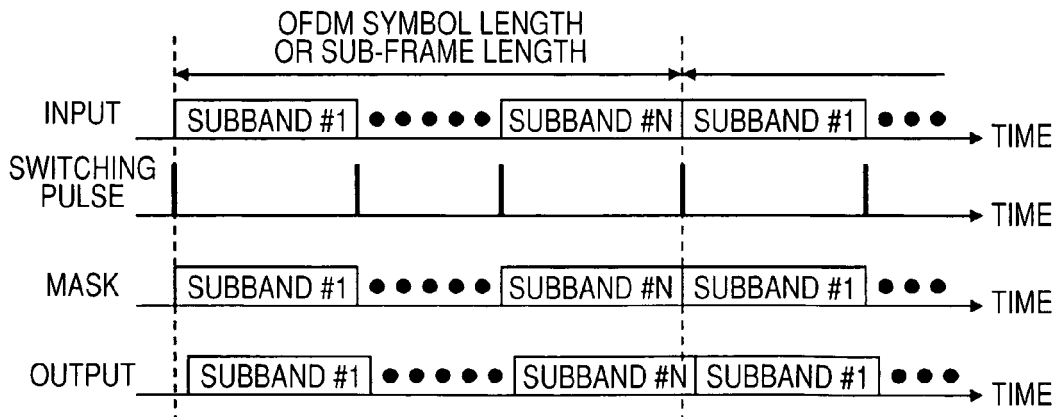 OFDM SYMBOL LENGTH
OR SUB-FRAME LENGTH
INPUT
SUBBAND #1 ●●●●● SUBBAND #N SUBBAND #1 ●●●
TIME
SWITCHING
PULSE
TIME
MASK
SUBBAND #1 ●●●●● SUBBAND #N SUBBAND #1 ●●●
TIME
OUTPUT
SUBBAND #1 ●●●●● SUBBAND #N SUBBAND #1 ●●●
TIME